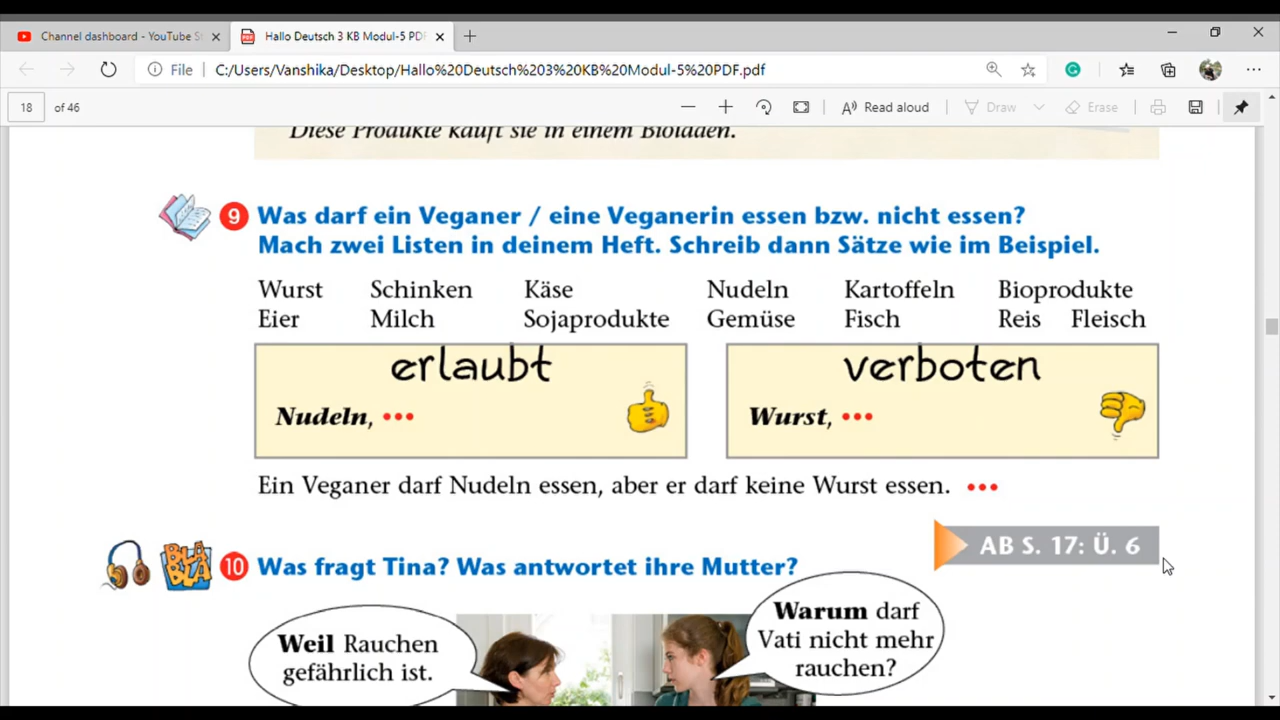 Channel dashboard - YouTube S
Hallo Deutsch 3 KB Modul-5 PDF
File C:/Users/Vanshika/Desktop/Hallo%20Deutsch%203%20KB%20Modul-5%20PDF.pdf
18 of 46 Read aloud Draw Erase
Diese Produkte kauft sie in einem Bioladen.
9 Was darf ein Veganer / eine Veganerin essen bzw. nicht essen?
Mach zwei Listen in deinem Heft. Schreib dann Sätze wie im Beispiel.
Wurst Schinken Käse Nudeln Kartoffeln Bioprodukte
Eier Milch Sojaprodukte Gemüse Fisch Reis Fleisch
erlaubt
Nudeln, •••
verboten
Wurst, •••
Ein Veganer darf Nudeln essen, aber er darf keine Wurst essen. •••
AB S. 17: Ü. 6
BLA
BLA
10 Was fragt Tina? Was antwortet ihre Mutter?
Weil Rauchen
gefährlich ist.
Warum darf
Vati nicht mehr
rauchen?